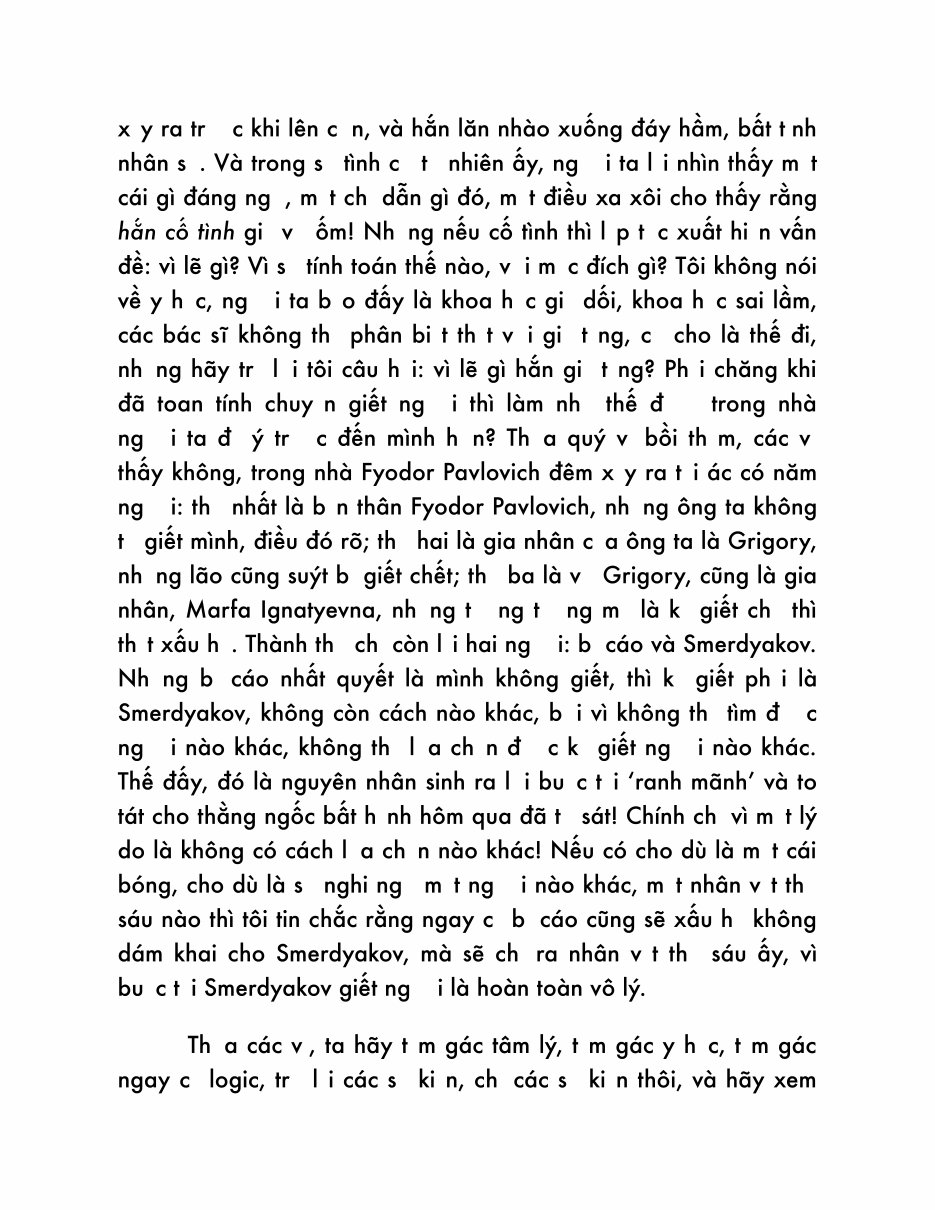 x y ra tr c khi lên c n, và hắn lăn nhào xuống đáy hầm, bất t nh
nhân s . Và trong s tình c t nhiên ấy, ng i ta l i nhìn thấy m t
cái gì đáng ng , m t ch dẫn gì đó, m t điều xa xôi cho thấy rằng
hắn cố tình gi v ốm! Nh ng nếu cố tình thì l p t c xuất hi n vấn
đề: vì lẽ gì? Vì s tính toán thế nào, v i m c đích gì? Tôi không nói
về y h c, ng i ta b o đấy là khoa h c gi dối, khoa h c sai lầm,
các bác sĩ không th phân bi t th t v i gi t ng, c cho là thế đi,
nh ng hãy tr l i tôi câu h i: vì lẽ gì hắn gi t ng? Ph i chăng khi
đã toan tính chuy n giết ng i thì làm nh thế đ trong nhà
ng i ta đ ý tr c đến mình h n? Th a quý v bồi th m, các v
thấy không, trong nhà Fyodor Pavlovich đêm x y ra t i ác có năm
ng i: th nhất là b n thân Fyodor Pavlovich, nh ng ông ta không
t giết mình, điều đó rõ; th hai là gia nhân c a ông ta là Grigory,
nh ng lão cũng suýt b giết chết; th ba là v Grigory, cũng là gia
nhân, Marfa Ignatyevna, nh ng t ng t ng m là k giết ch thì
th t xấu h . Thành th ch còn l i hai ng i: b cáo và Smerdyakov.
Nh ng b cáo nhất quyết là mình không giết, thì k giết ph i là
Smerdyakov, không còn cách nào khác, b i vì không th tìm đ c
ng i nào khác, không th l a ch n đ c k giết ng i nào khác.
Thế đấy, đó là nguyên nhân sinh ra l i bu c t i ‘ranh mãnh’ và to
tát cho thằng ngốc bất h nh hôm qua đã t sát! Chính ch vì m t lý
do là không có cách l a ch n nào khác! Nếu có cho dù là m t cái
bóng, cho dù là s nghi ng m t ng i nào khác, m t nhân v t th
sáu nào thì tôi tin chắc rằng ngay c b cáo cũng sẽ xấu h không
dám khai cho Smerdyakov, mà sẽ ch ra nhân v t th sáu ấy, vì
bu c t i Smerdyakov giết ng i là hoàn toàn vô lý.
Th a các v , ta hãy t m gác tâm lý, t m gác y h c, t m gác
ngay c logic, tr l i các s ki n, ch các s ki n thôi, và hãy xem